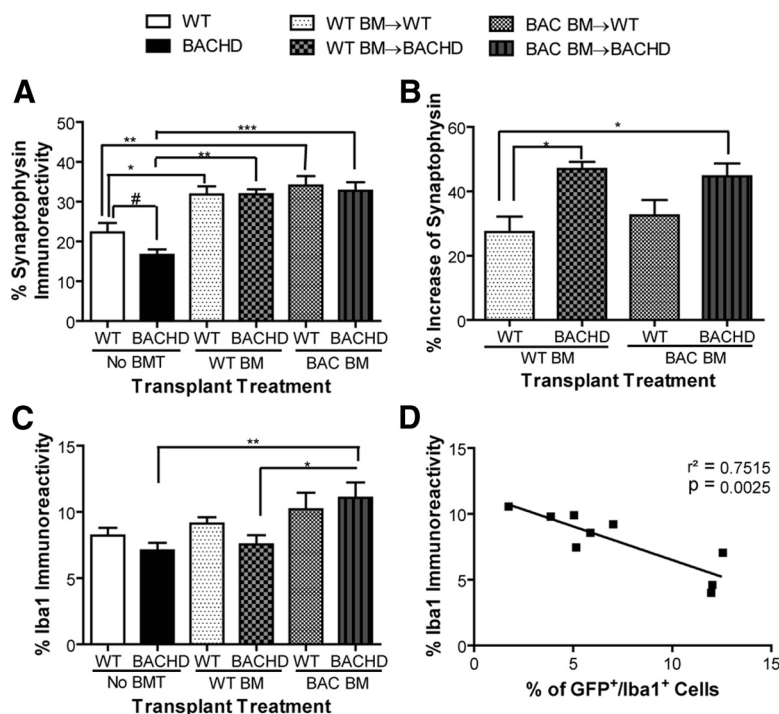 WT
WT BM→WT
BAC BM→WT
BACHD
WT BM→BACHD
BAC BM→BACHD
A
% Synaptophysin
Immunoreactivity
50
40
30
20
10
0
*
#
**
**
***
WT BACHD WT BACHD WT BACHD
No BMT WT BM BAC BM
Transplant Treatment
B
% Increase of Synaptophysin
60
40
20
0
*
*
WT BACHD WT BACHD
WT BM BAC BM
Transplant Treatment
C
% Iba1 Immunoreactivity
15
10
5
0
**
*
WT BACHD WT BACHD WT BACHD
No BMT WT BM BAC BM
Transplant Treatment
D
% Iba1 Immunoreactivity
15
10
5
0
r² = 0.7515
p = 0.0025
0 5 10 15
% of GFP⁺/Iba1⁺ Cells